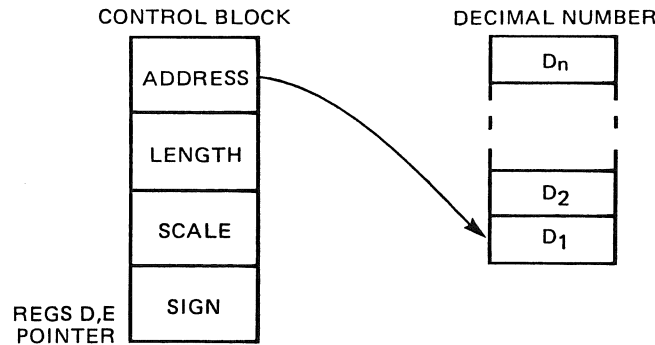 CONTROL BLOCK
ADDRESS
LENGTH
SCALE
SIGN
REGS D,E
POINTER
DECIMAL NUMBER
Dn
D2
D1